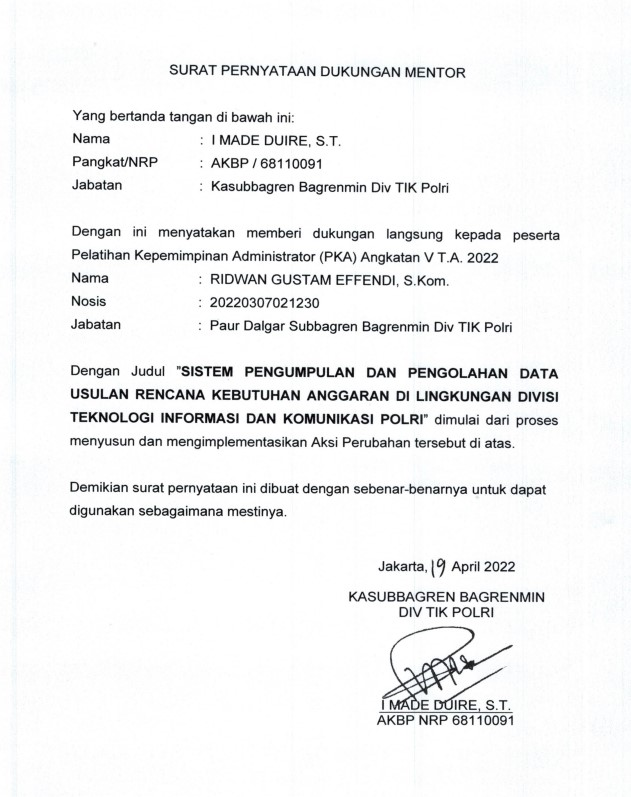 SURAT PERNYATAAN DUKUNGAN MENTOR
Yang bertanda tangan di bawah ini:
Nama : I MADE DUIRE, S.T.
Pangkat/NRP : AKBP / 68110091
Jabatan : Kasubbagren Bagrenmin Div TIK Polri
Dengan ini menyatakan memberi dukungan langsung kepada peserta
Pelatihan Kepemimpinan Administrator (PKA) Angkatan V T.A. 2022
Nama : RIDWAN GUSTAM EFFENDI, S.Kom.
Nosis : 20220307021230
Jabatan : Paur Dalgar Subbagren Bagrenmin Div TIK Polri
Dengan Judul "SISTEM PENGUMPULAN DAN PENGOLAHAN DATA
USULAN RENCANA KEBUTUHAN ANGGARAN DI LINGKUNGAN DIVISI
TEKNOLOGI INFORMASI DAN KOMUNIKASI POLRI" dimulai dari proses
menyusun dan mengimplementasikan Aksi Perubahan tersebut di atas.
Demikian surat pernyataan ini dibuat dengan sebenar-benarnya untuk dapat
digunakan sebagaimana mestinya.
Jakarta, 19 April 2022
KASUBBAGREN BAGRENMIN
DIV TIK POLRI
I MADE DUIRE, S.T.
AKBP NRP 68110091